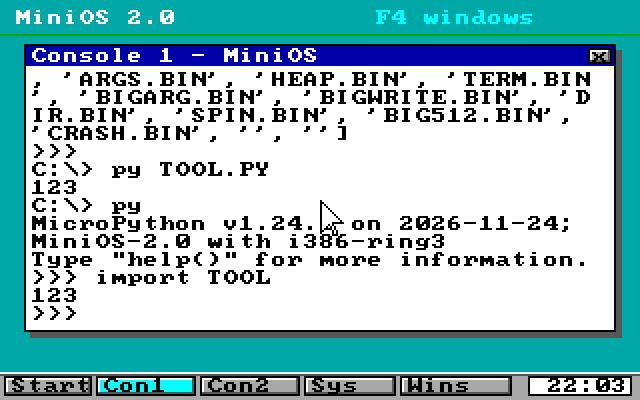 MiniOS 2.0
F4 windows
Console 1 - MiniOS
, 'ARGS.BIN', 'HEAP.BIN', 'TERM.BIN
', 'BIGARG.BIN', 'BIGWRITE.BIN', 'D
IR.BIN', 'SPIN.BIN', 'BIG512.BIN',
'CRASH.BIN', '', '']
>>>
C:\> py TOOL.PY
123
C:\> py
MicroPython v1.24. on 2026-11-24;
MiniOS-2.0 with i386-ring3
Type "help()" for more information.
>>> import TOOL
123
>>>
Start Con1 Con2 Sys Wins 22:03